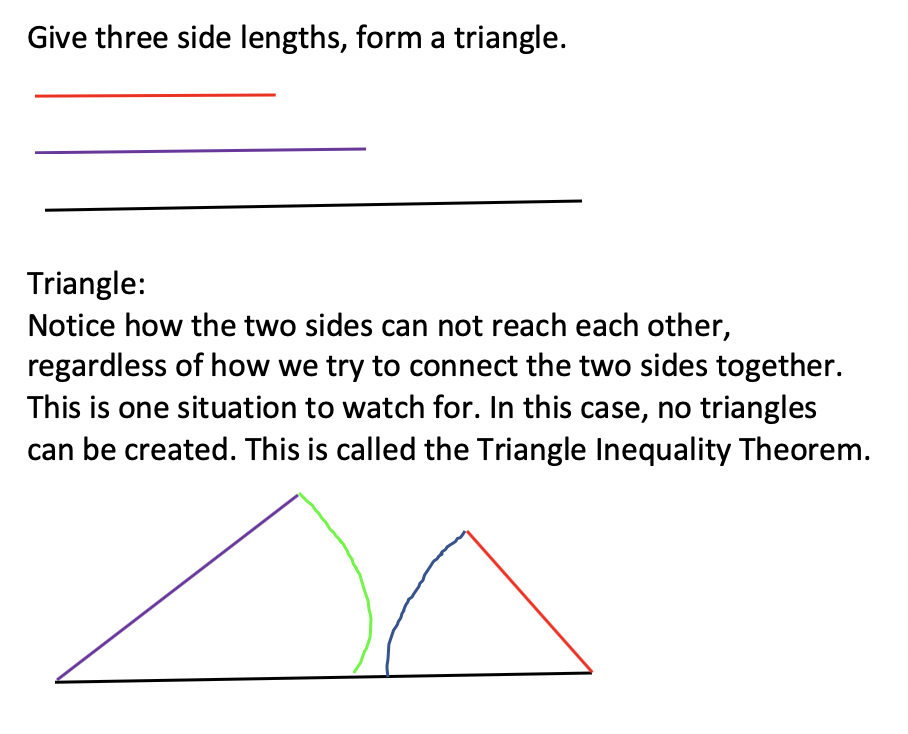 Give three side lengths, form a triangle.
Triangle:
Notice how the two sides can not reach each other,
regardless of how we try to connect the two sides together.
This is one situation to watch for. In this case, no triangles
can be created. This is called the Triangle Inequality Theorem.